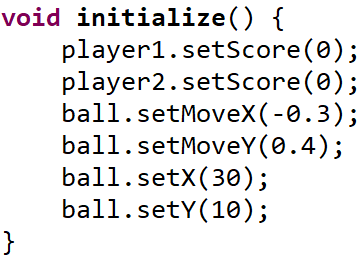 void initialize() {
    player1.setScore(0);
    player2.setScore(0);
    ball.setMoveX(-0.3);
    ball.setMoveY(0.4);
    ball.setX(30);
    ball.setY(10);
}